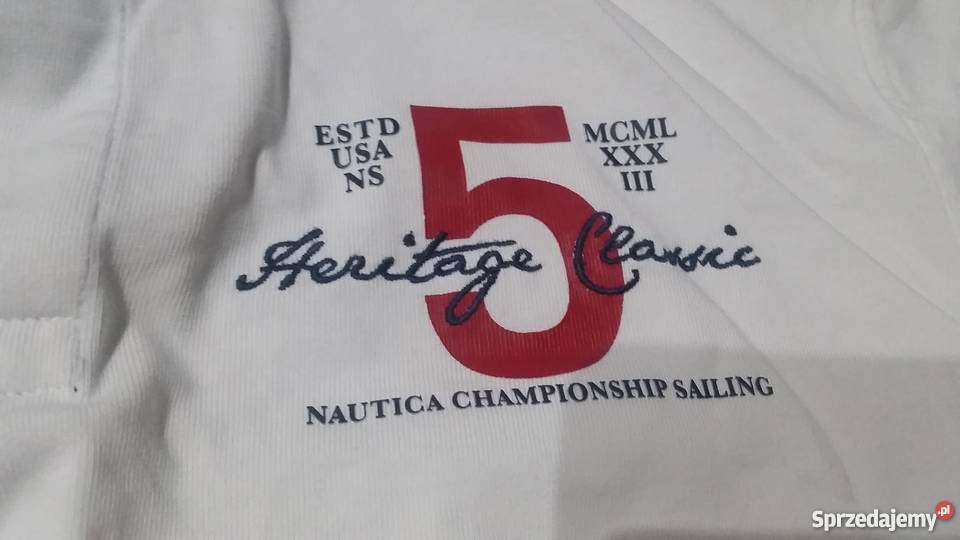 ESTD
USA
NS
5
MCML
XXX
III
Heritage Classic
NAUTICA CHAMPIONSHIP SAILING
Sprzedajemy.pl